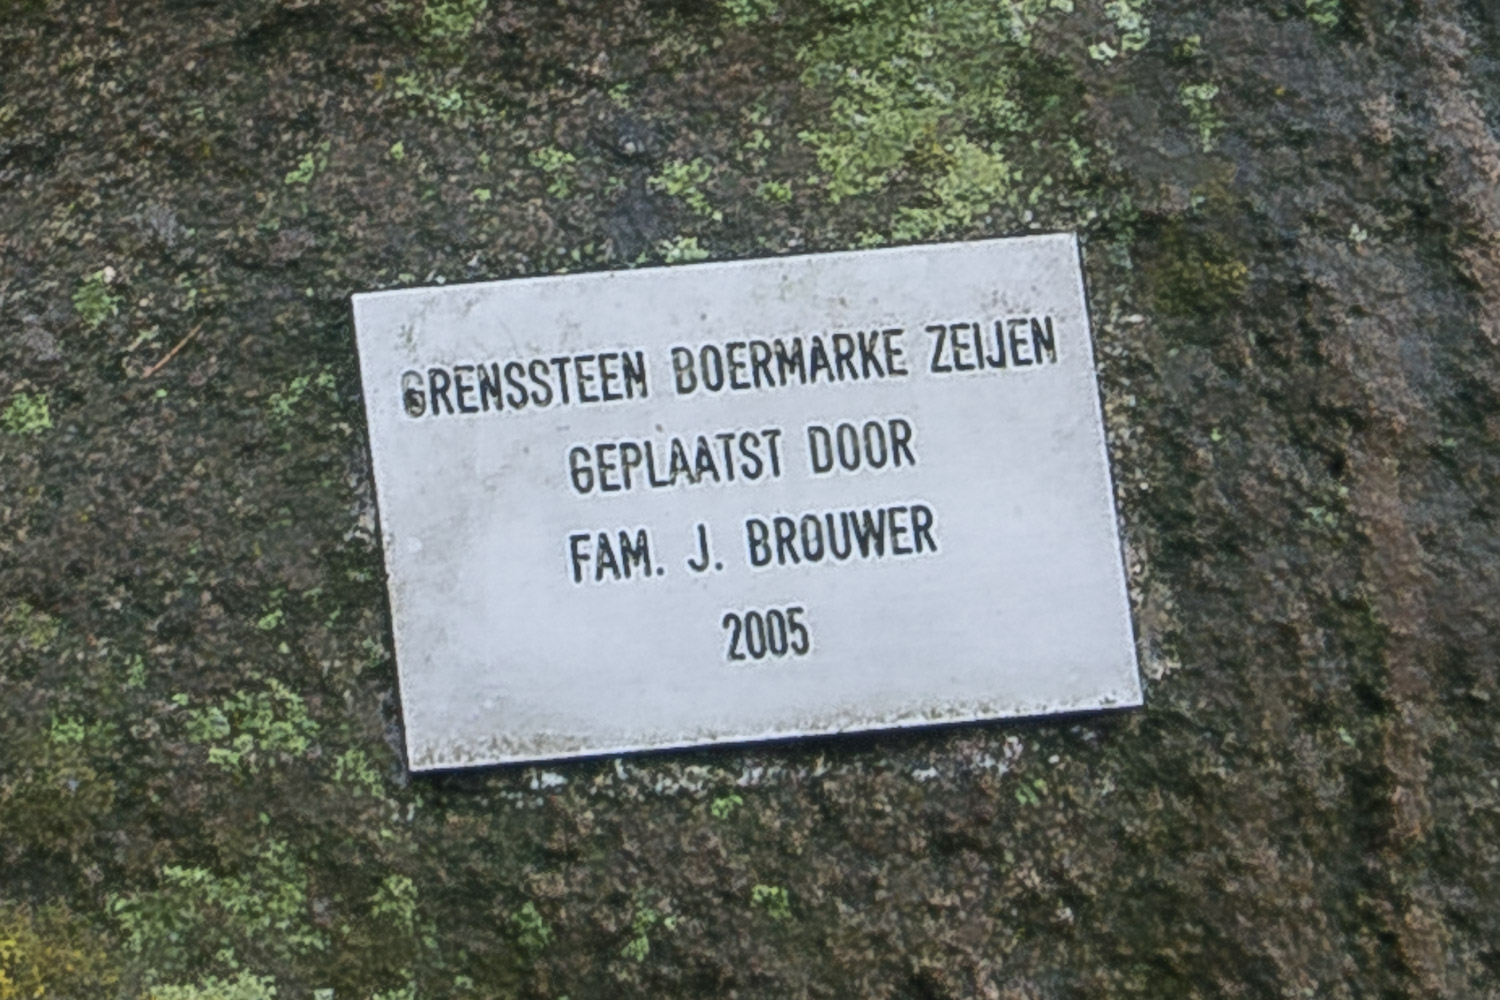 GRENSSTEEN BOERMARKE ZEIJEN
GEPLAATST DOOR
FAM. J. BROUWER
2005